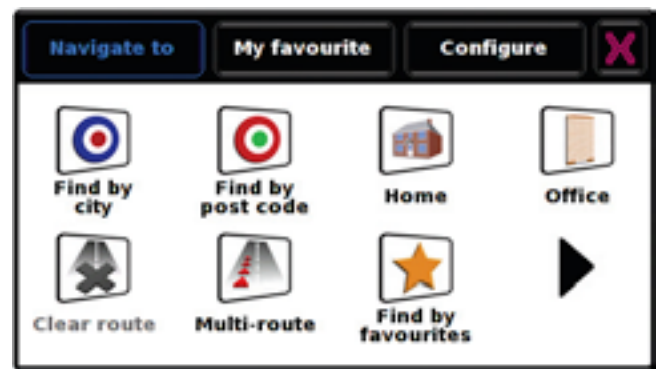 Navigate to My favourite Configure X
Find by Find by Home Office
city post code
Clear route Multi-route Find by
favourites